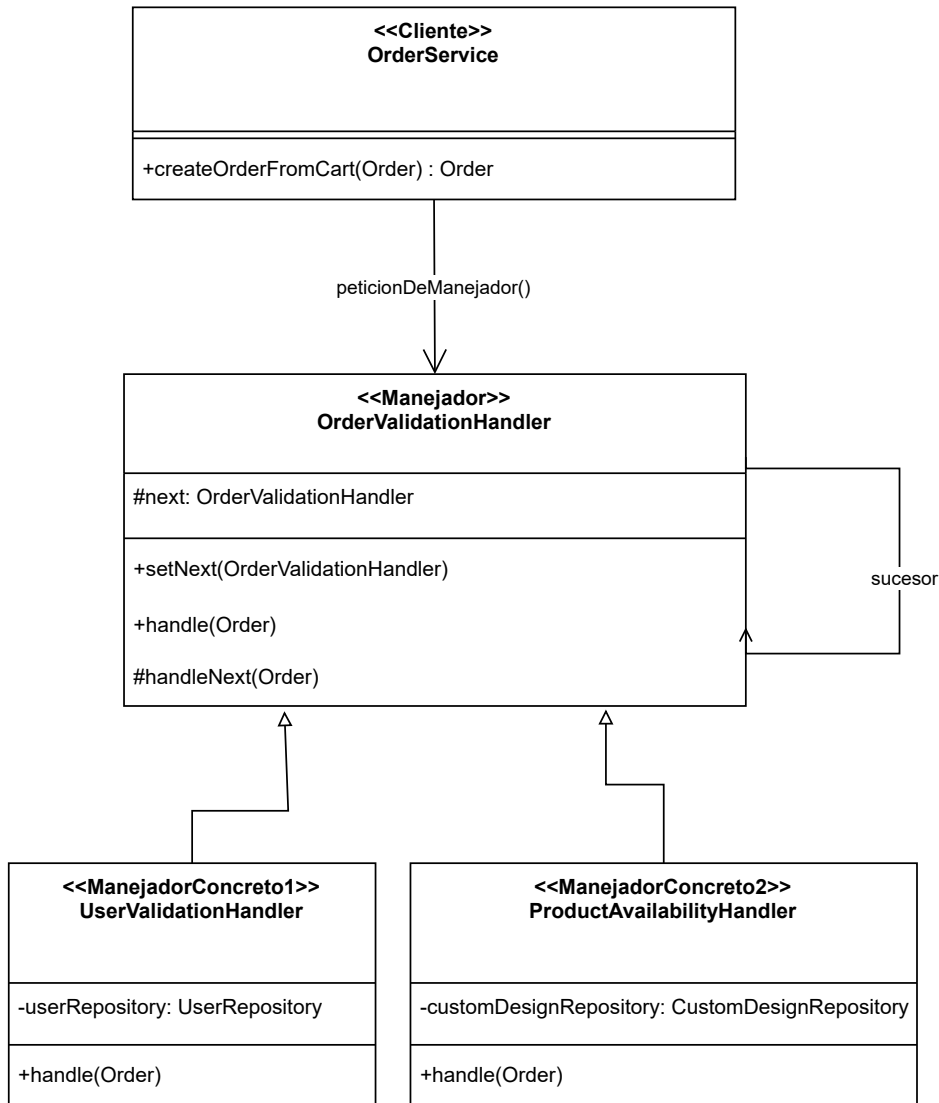 <<Cliente>>
OrderService
+createOrderFromCart(Order) : Order
peticionDeManejador()
<<Manejador>>
OrderValidationHandler
#next: OrderValidationHandler
+setNext(OrderValidationHandler)
sucesor
+handle(Order)
#handleNext(Order)
<<ManejadorConcreto1>>
UserValidationHandler
-userRepository: UserRepository
+handle(Order)
<<ManejadorConcreto2>>
ProductAvailabilityHandler
-customDesignRepository: CustomDesignRepository
+handle(Order)